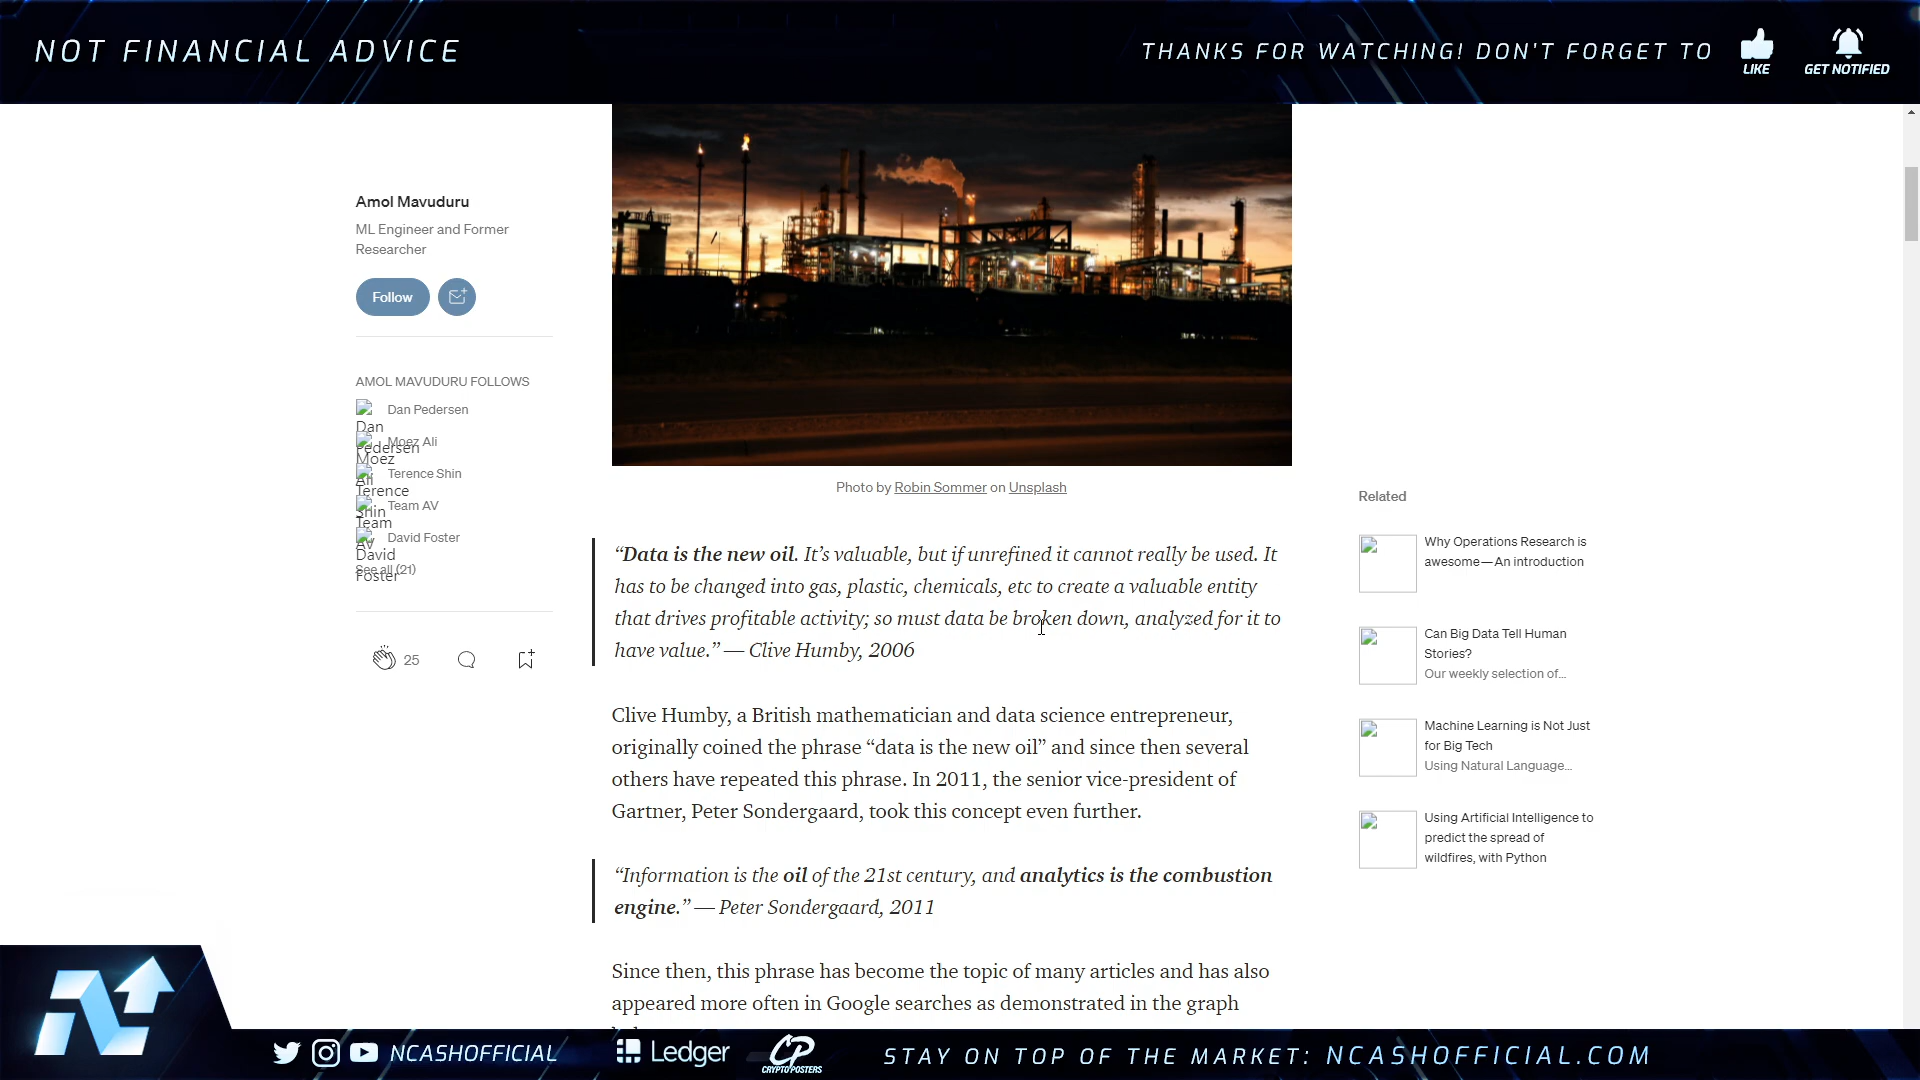 NOT FINANCIAL ADVICE
THANKS FOR WATCHING! DON'T FORGET TO
LIKE
GET NOTIFIED
Amol Mavuduru
ML Engineer and Former
Researcher
Follow
AMOL MAVUDURU FOLLOWS
Dan Pedersen
Dan
Pedersen
Moez Ali
Moez
Ali
Terence Shin
Terence
Shin
Team AV
Team
AV
David Foster
David
Foster
See all (21)
25
Photo by Robin Sommer on Unsplash
“Data is the new oil. It’s valuable, but if unrefined it cannot really be used. It
has to be changed into gas, plastic, chemicals, etc to create a valuable entity
that drives profitable activity; so must data be broken down, analyzed for it to
have value.” — Clive Humby, 2006
Clive Humby, a British mathematician and data science entrepreneur,
originally coined the phrase “data is the new oil” and since then several
others have repeated this phrase. In 2011, the senior vice-president of
Gartner, Peter Sondergaard, took this concept even further.
“Information is the oil of the 21st century, and analytics is the combustion
engine.” — Peter Sondergaard, 2011
Since then, this phrase has become the topic of many articles and has also
appeared more often in Google searches as demonstrated in the graph
Related
Why Operations Research is
awesome — An introduction
Can Big Data Tell Human
Stories?
Our weekly selection of...
Machine Learning is Not Just
for Big Tech
Using Natural Language...
Using Artificial Intelligence to
predict the spread of
wildfires, with Python
NCASHOFFICIAL
Ledger
CP
CRYPTO POSTERS
STAY ON TOP OF THE MARKET: NCASHOFFICIAL.COM